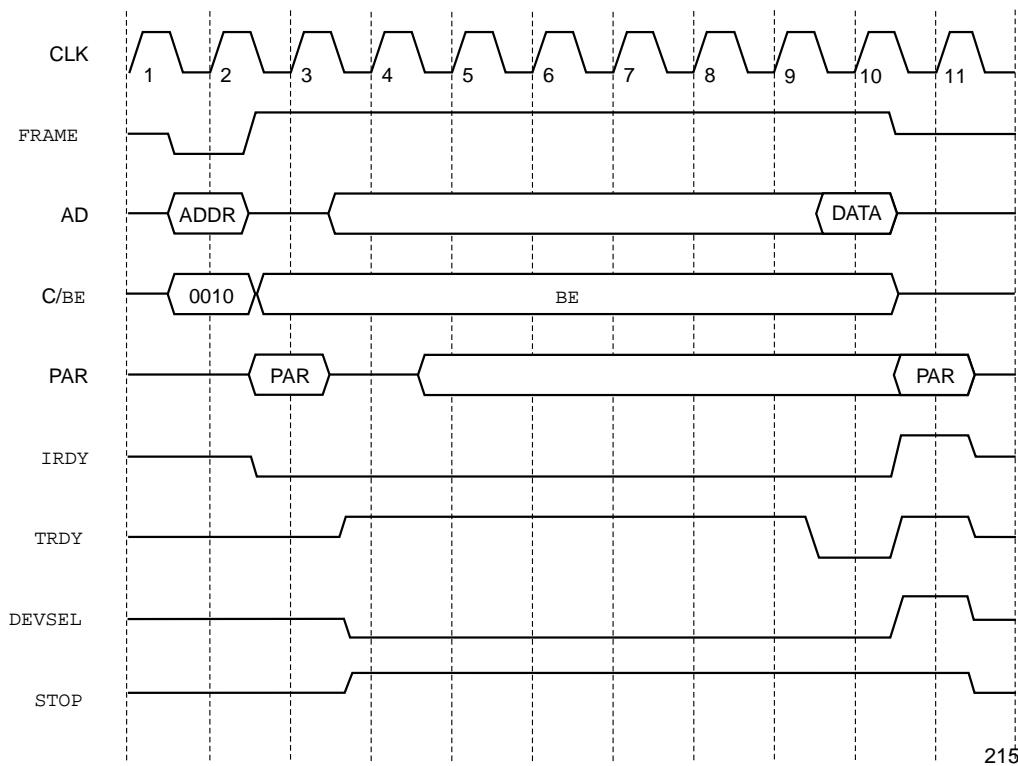 CLK
1 2 3 4 5 6 7 8 9 10 11
FRAME
AD ADDR DATA
C/BE 0010 BE
PAR PAR PAR
IRDY
TRDY
DEVSEL
STOP
215